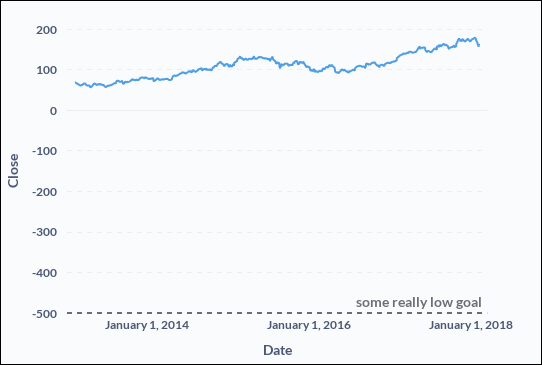 200
100
0
-100
-200
-300
-400
-500
Close
some really low goal
January 1, 2014
January 1, 2016
January 1, 2018
Date